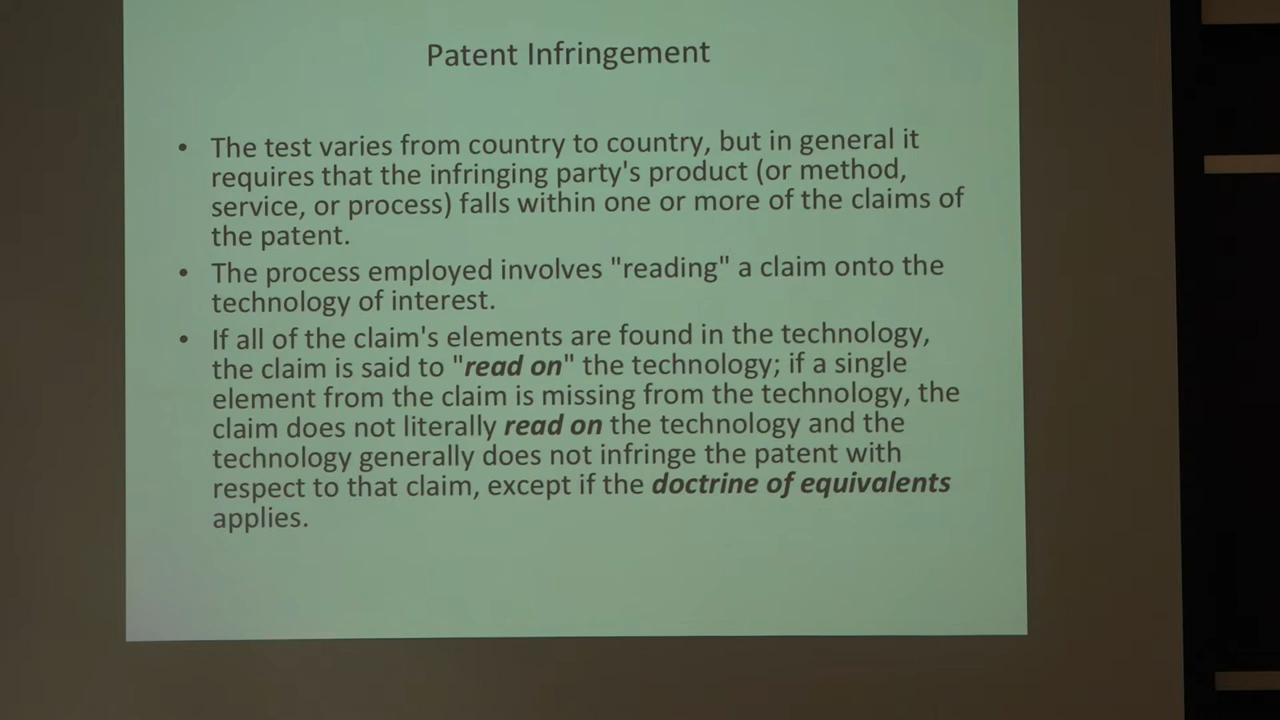 Patent Infringement
• The test varies from country to country, but in general it
requires that the infringing party's product (or method,
service, or process) falls within one or more of the claims of
the patent.
• The process employed involves "reading" a claim onto the
technology of interest.
• If all of the claim's elements are found in the technology,
the claim is said to "read on" the technology; if a single
element from the claim is missing from the technology, the
claim does not literally read on the technology and the
technology generally does not infringe the patent with
respect to that claim, except if the doctrine of equivalents
applies.